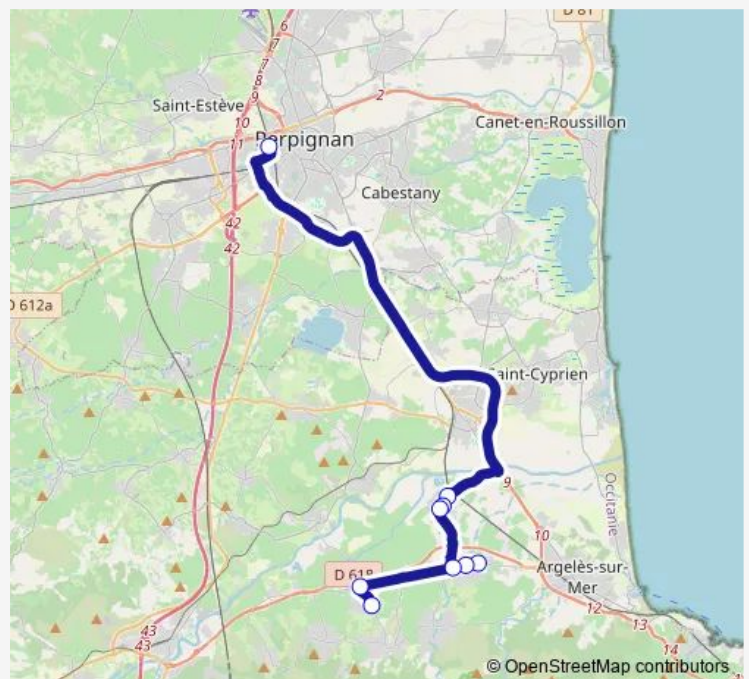 D 81
6
7
7
8
9
Saint-Estève
2
10
Canet-en-Roussillon
11
Perpignan
Cabestany
42
42
D 612a
Saint-Cyprien
9
Occitanie
10
D 618
Argelès-sur-
Mer
12
13
43
43
14
© OpenStreetMap contributors